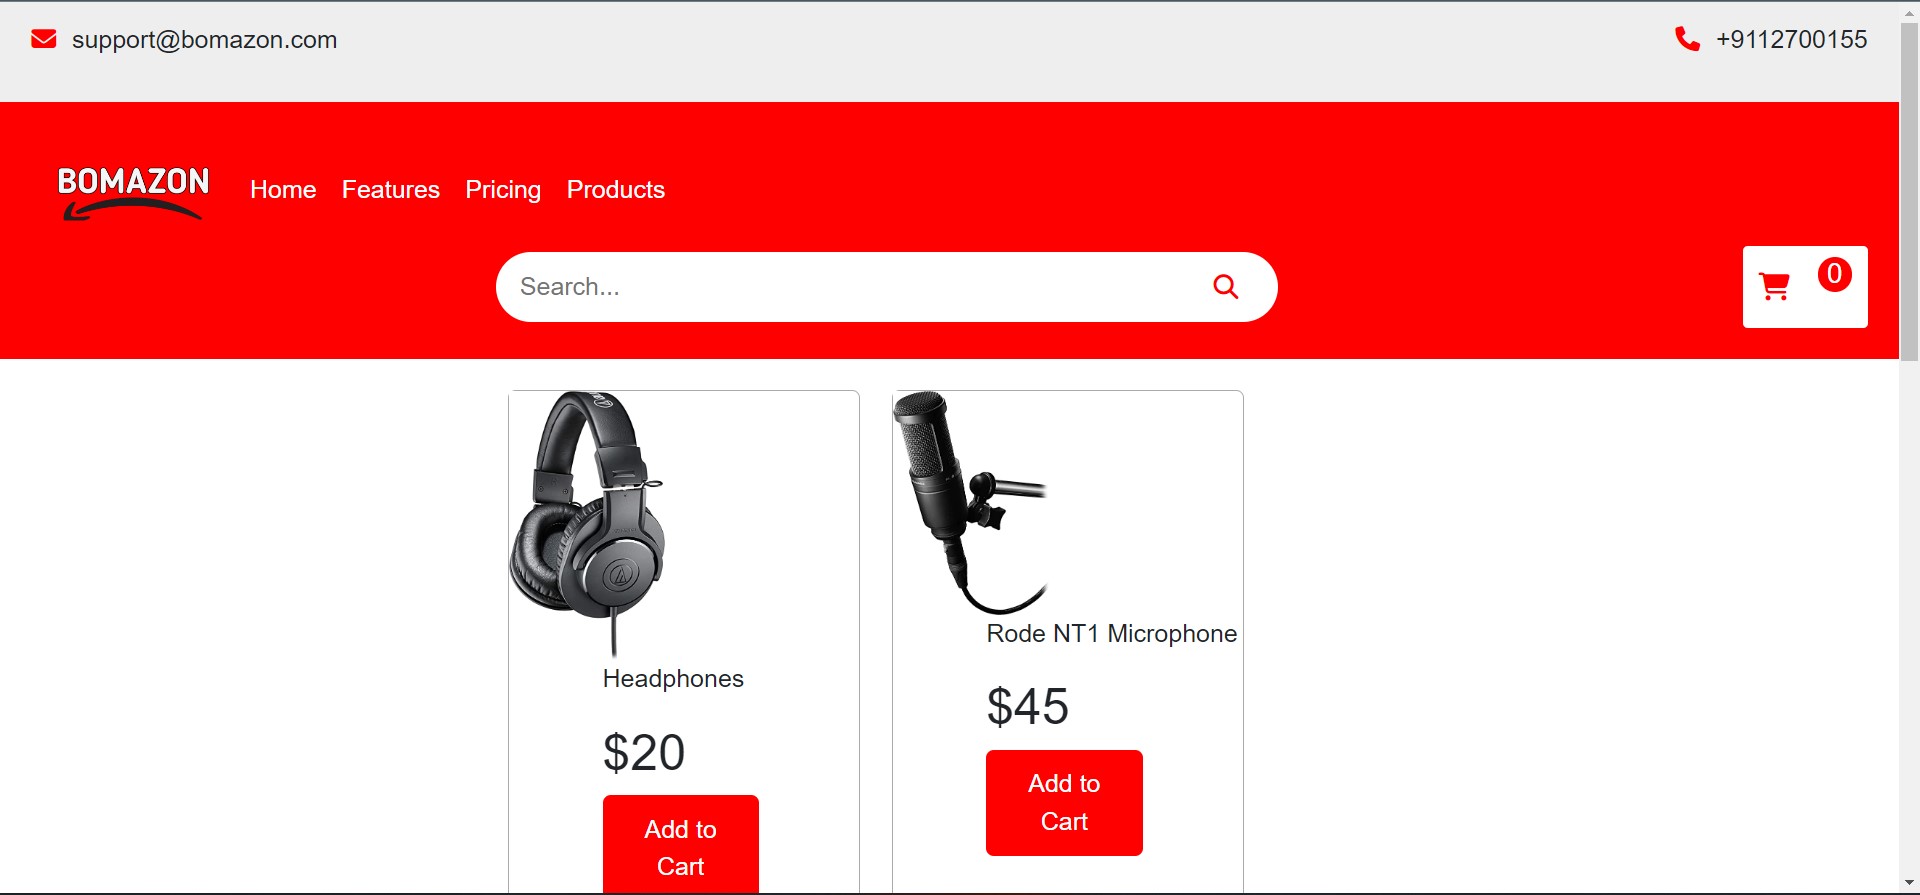 support@bomazon.com
+9112700155
BOMAZON
Home Features Pricing Products
Search...
0
Headphones
$20
Add to
Cart
Rode NT1 Microphone
$45
Add to
Cart